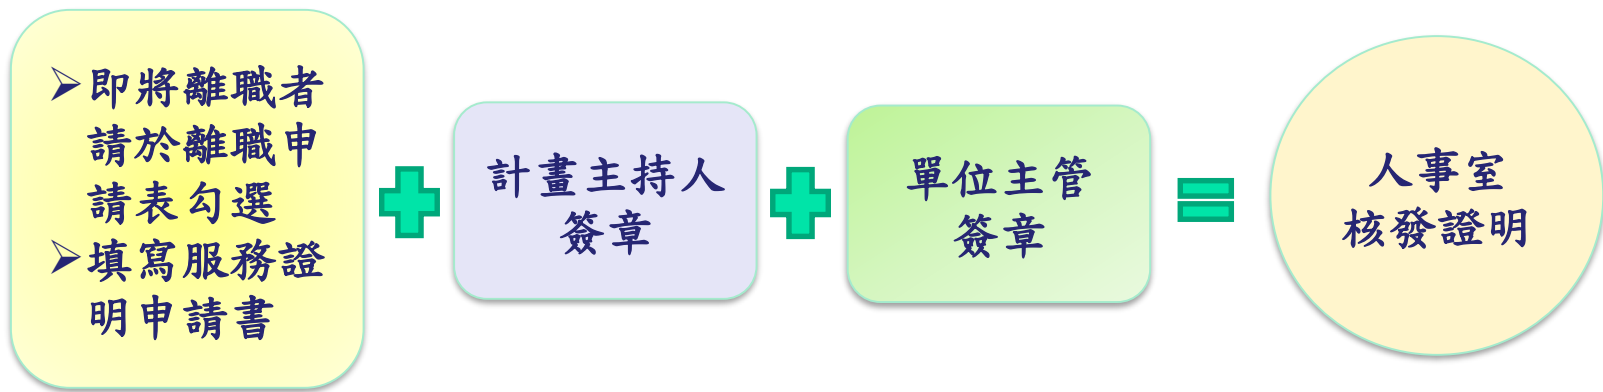 ➢即將離職者
請於離職申
請表勾選
➢填寫服務證
明申請書
計畫主持人
簽章
單位主管
簽章
人事室
核發證明